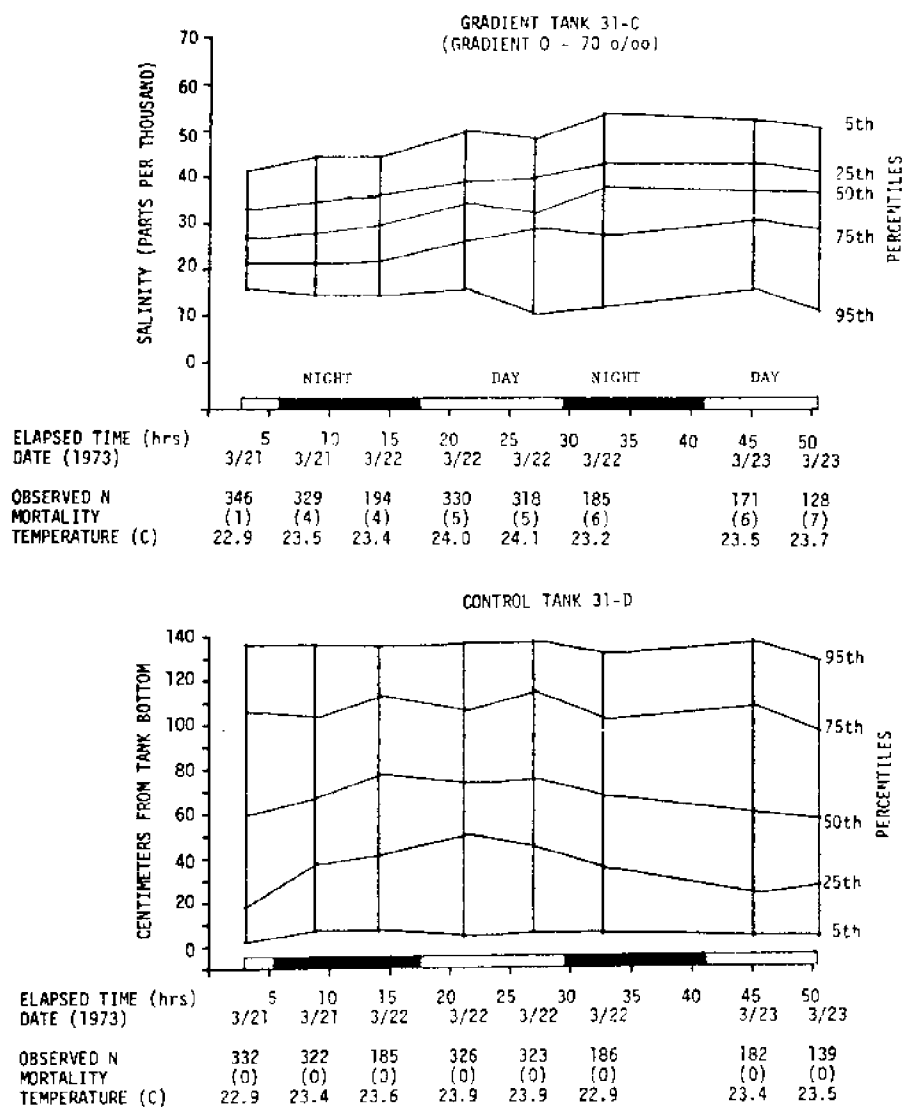 GRADIENT TANK 31-C
(GRADIENT 0 - 70 o/oo)
SALINITY (PARTS PER THOUSAND)
70
60
50
40
30
20
10
0
5th
25th
50th
75th
95th
PERCENTILES
NIGHT DAY NIGHT DAY
ELAPSED TIME (hrs) 5 10 15 20 25 30 35 40 45 50
DATE (1973) 3/21 3/21 3/22 3/22 3/22 3/22 3/23 3/23
OBSERVED N 346 329 194 330 318 185 171 128
MORTALITY (1) (4) (4) (5) (5) (6) (6) (7)
TEMPERATURE (C) 22.9 23.5 23.4 24.0 24.1 23.2 23.5 23.7
CONTROL TANK 31-D
CENTIMETERS FROM TANK BOTTOM
140
120
100
80
60
40
20
0
95th
75th
50th
25th
5th
PERCENTILES
ELAPSED TIME (hrs) 5 10 15 20 25 30 35 40 45 50
DATE (1973) 3/21 3/21 3/22 3/22 3/22 3/22 3/23 3/23
OBSERVED N 332 322 185 326 323 186 182 139
MORTALITY (0) (0) (0) (0) (0) (0) (0) (0)
TEMPERATURE (C) 22.9 23.4 23.6 23.9 23.9 22.9 23.4 23.5